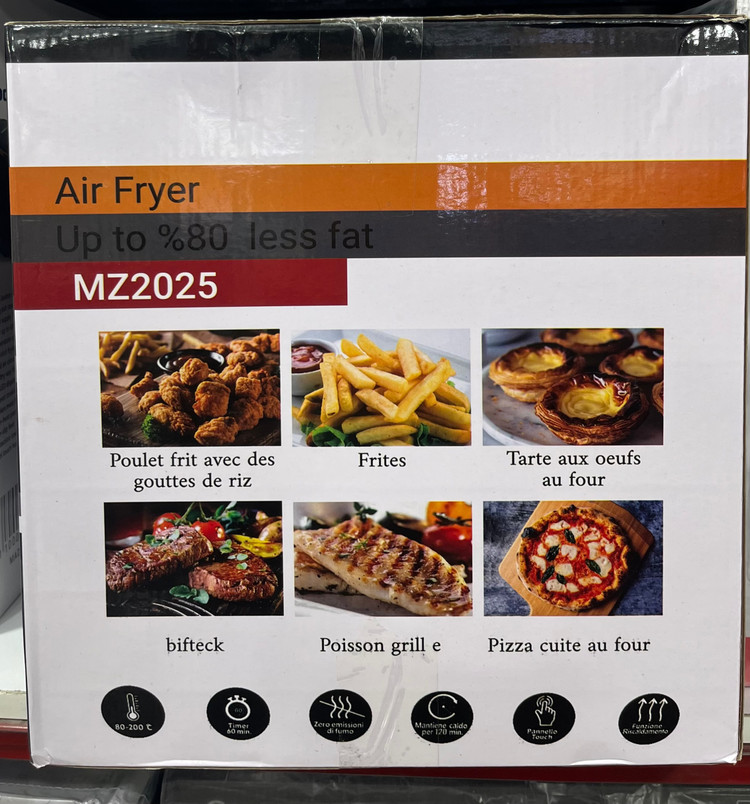 Air Fryer
Up to %80 less fat
MZ2025
Poulet frit avec des
gouttes de riz
Frites
Tarte aux oeufs
au four
bifteck
Poisson grill e
Pizza cuite au four
80-200 ℃
Timer
60 min.
Zero emissioni
di fumo
Mantiene caldo
per 120 min.
Pannello
Touch
Funzione
Riscaldamento